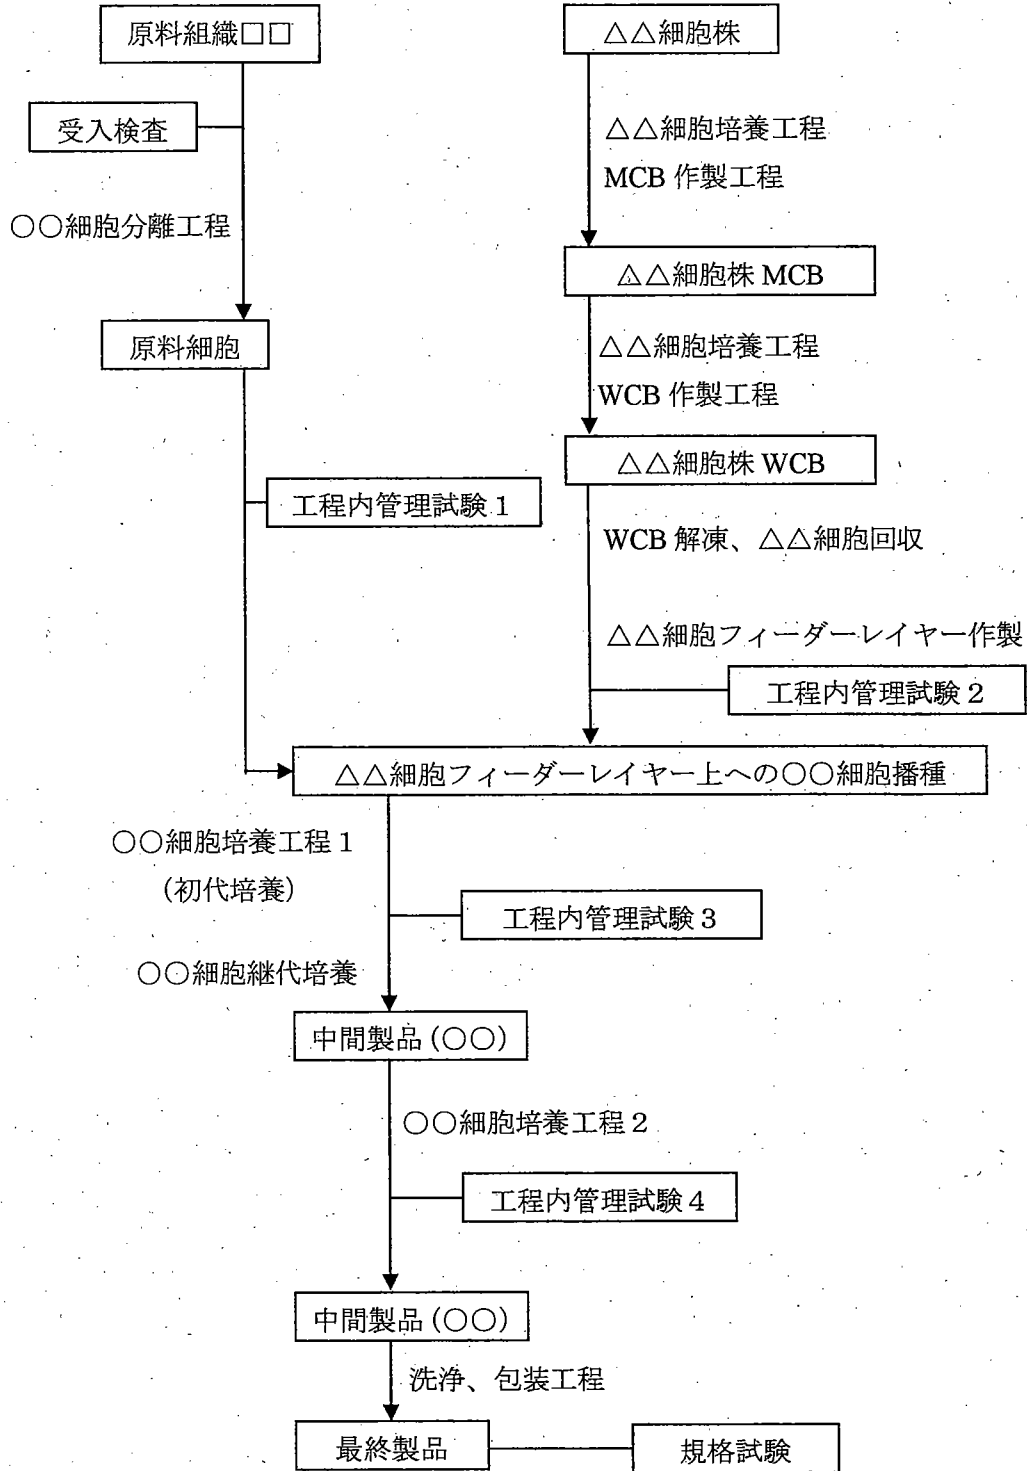 原料組織□□
△△細胞株
受入検査
△△細胞培養工程
MCB 作製工程
○○細胞分離工程
△△細胞株 MCB
原料細胞
△△細胞培養工程
WCB 作製工程
△△細胞株 WCB
工程内管理試験１
WCB 解凍、△△細胞回収
△△細胞フィーダーレイヤー作製
工程内管理試験２
△△細胞フィーダーレイヤー上への○○細胞播種
○○細胞培養工程１
（初代培養）
工程内管理試験３
○○細胞継代培養
中間製品（○○）
○○細胞培養工程２
工程内管理試験４
中間製品（○○）
洗浄、包装工程
最終製品
規格試験